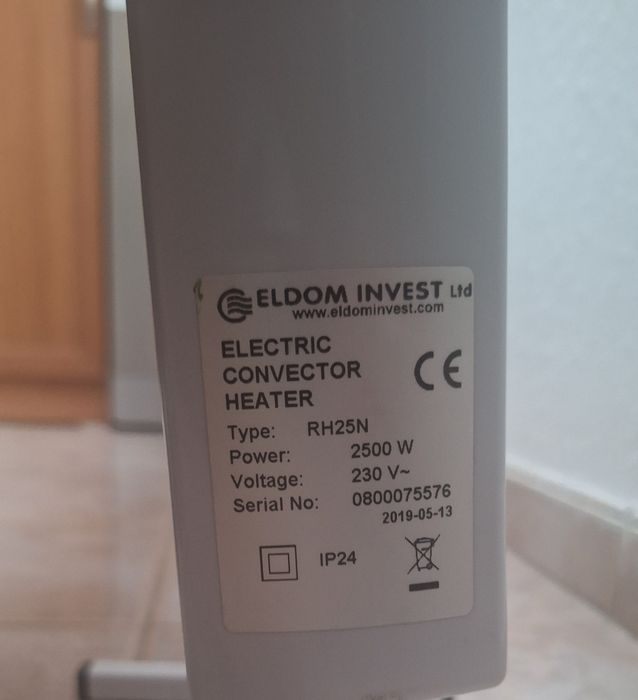 ELDOM INVEST Ltd
www.eldominvest.com
ELECTRIC
CONVECTOR
HEATER
CE
Type: RH25N
Power: 2500 W
Voltage: 230 V~
Serial No: 0800075576
2019-05-13
IP24